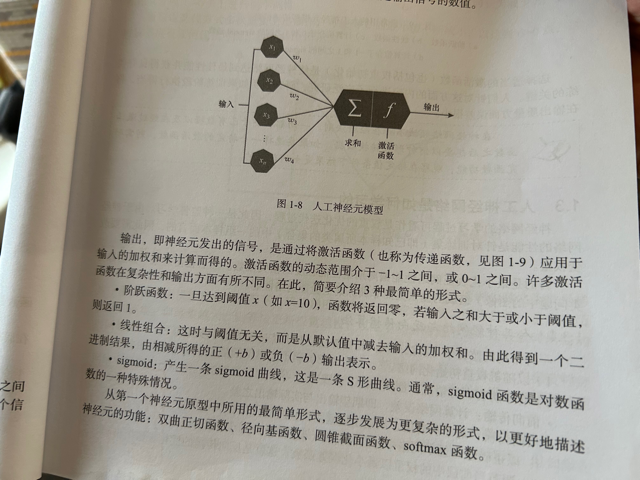 输出信号的数值。
x1
w1
x2
w2
输入
x3
w3
∑
f
输出
⋮
xn
w4
求和
激活
函数
图 1-8 人工神经元模型
输出，即神经元发出的信号，是通过将激活函数（也称为传递函数，见图 1-9）应用于
输入的加权和来计算而得的。激活函数的动态范围介于 −1~1 之间，或 0~1 之间。许多激活
函数在复杂性和输出方面有所不同。在此，简要介绍 3 种最简单的形式。
• 阶跃函数：一旦达到阈值 x（如 x=10），函数将返回零，若输入之和大于或小于阈值，
则返回 1。
• 线性组合：这时与阈值无关，而是从默认值中减去输入的加权和。由此得到一个二
进制结果，由相减所得的正（+b）或负（−b）输出表示。
• sigmoid：产生一条 sigmoid 曲线，这是一条 S 形曲线。通常，sigmoid 函数是对数函
数的一种特殊情况。
从第一个神经元原型中所用的最简单形式，逐步发展为更复杂的形式，以更好地描述
神经元的功能：双曲正切函数、径向基函数、圆锥截面函数、softmax 函数。
之间
个信